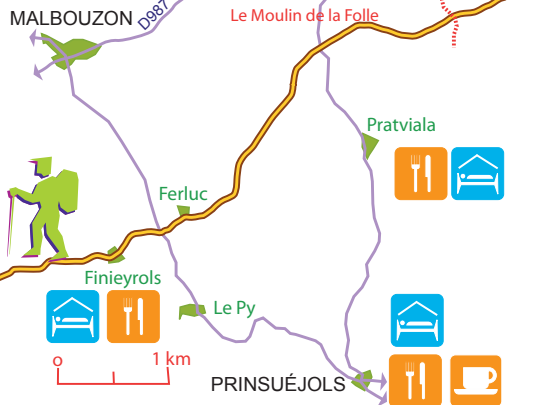 MALBOUZON
D987
Le Moulin de la Folle
Pratviala
Ferluc
Finieyrols
Le Py
o 1 km
PRINSUÉJOLS